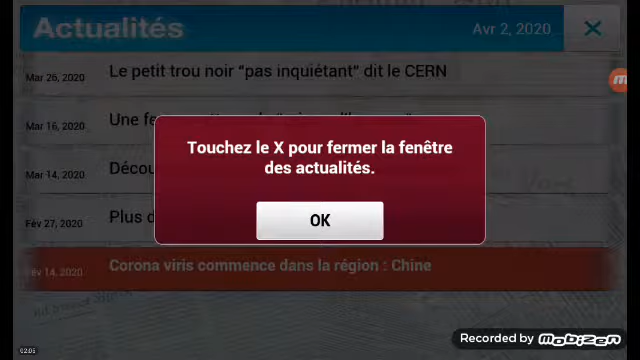 Actualités
Avr 2, 2020
Mar 26, 2020 Le petit trou noir "pas inquiétant" dit le CERN
Mar 16, 2020 Une
Mar 14, 2020 Décou
Fév 27, 2020 Plus d
Fév 14, 2020 Corona viris commence dans la région : Chine
Touchez le X pour fermer la fenêtre
des actualités.
OK
Recorded by mobizen
02:05